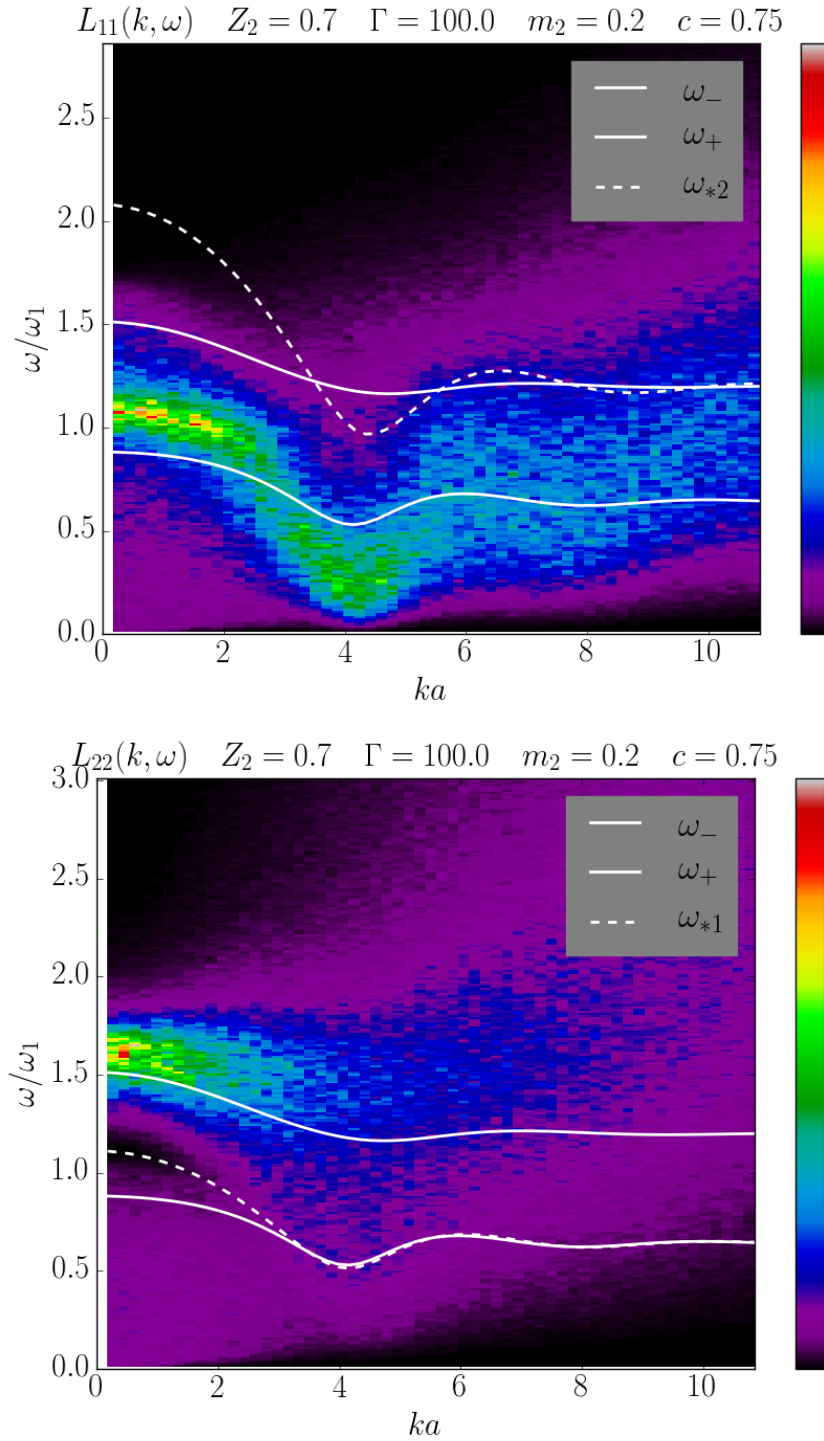 L₁₁(k, ω) Z₂ = 0.7 Γ = 100.0 m₂ = 0.2 c = 0.75
ω₋
ω₊
ω*₂
2.5
2.0
1.5
1.0
0.5
0.0
ω/ω₁
0 2 4 6 8 10
ka
L₂₂(k, ω) Z₂ = 0.7 Γ = 100.0 m₂ = 0.2 c = 0.75
ω₋
ω₊
ω*₁
3.0
2.5
2.0
1.5
1.0
0.5
0.0
ω/ω₁
0 2 4 6 8 10
ka